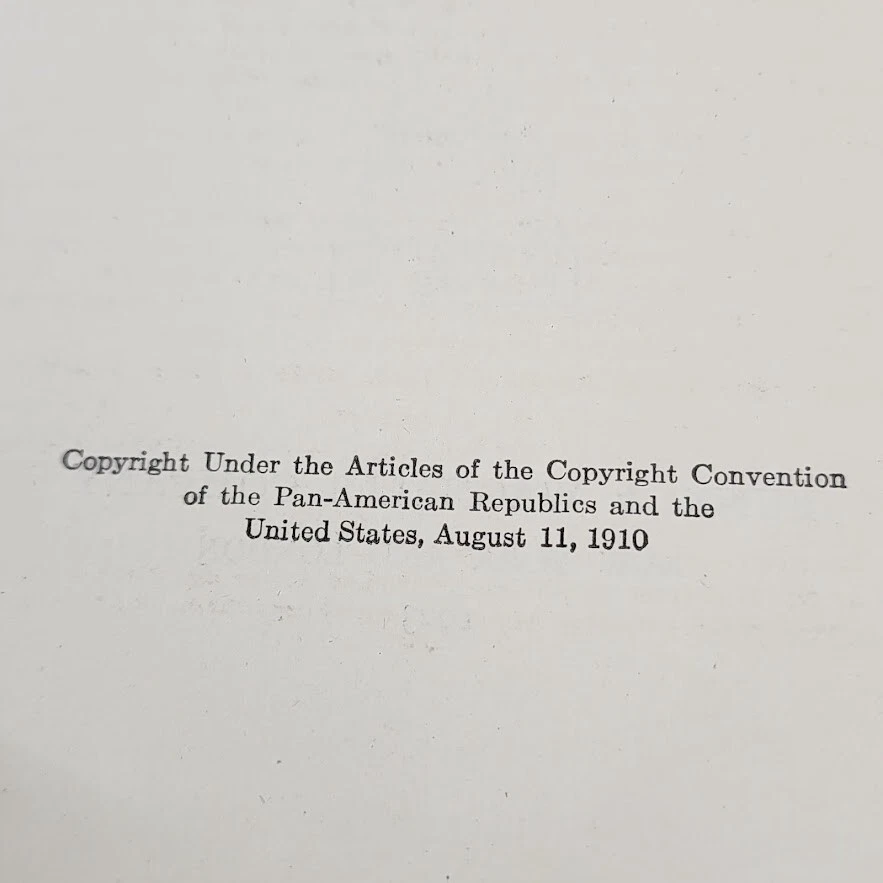 Copyright Under the Articles of the Copyright Convention
of the Pan-American Republics and the
United States, August 11, 1910